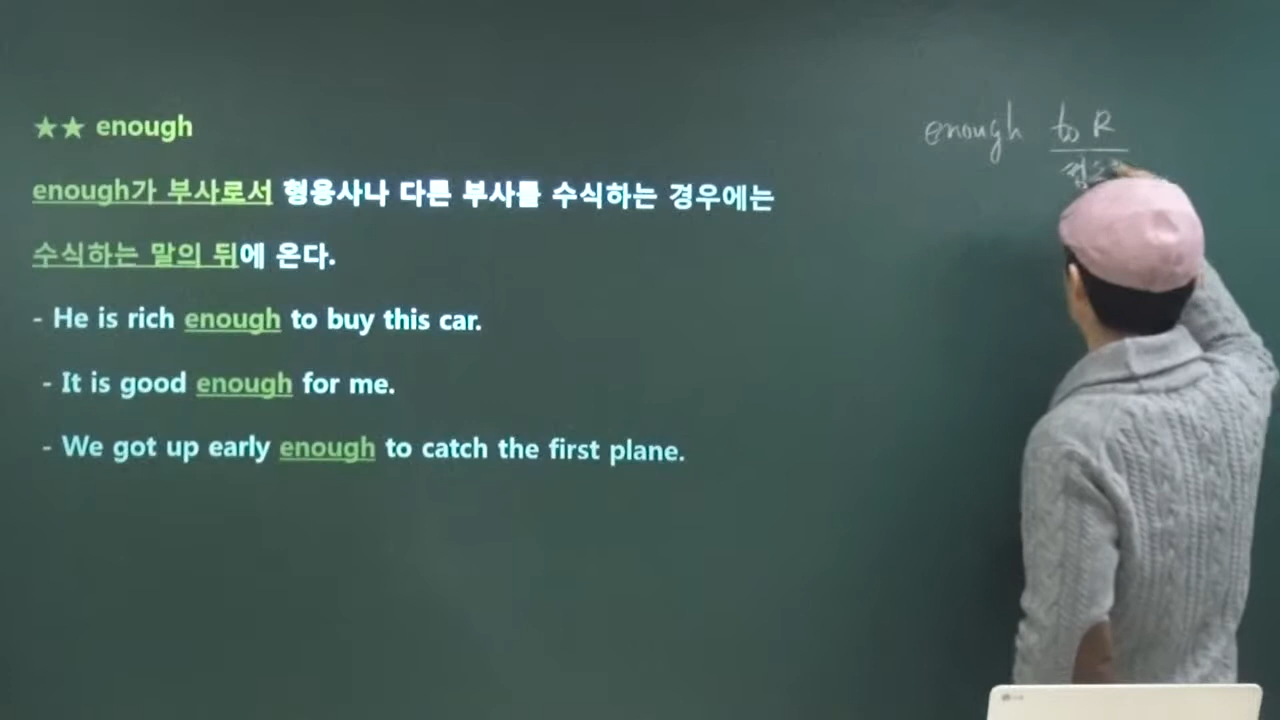 ★★ enough
enough가 부사로서 형용사나 다른 부사를 수식하는 경우에는
수식하는 말의 뒤에 온다.
- He is rich enough to buy this car.
- It is good enough for me.
- We got up early enough to catch the first plane.
enough to R